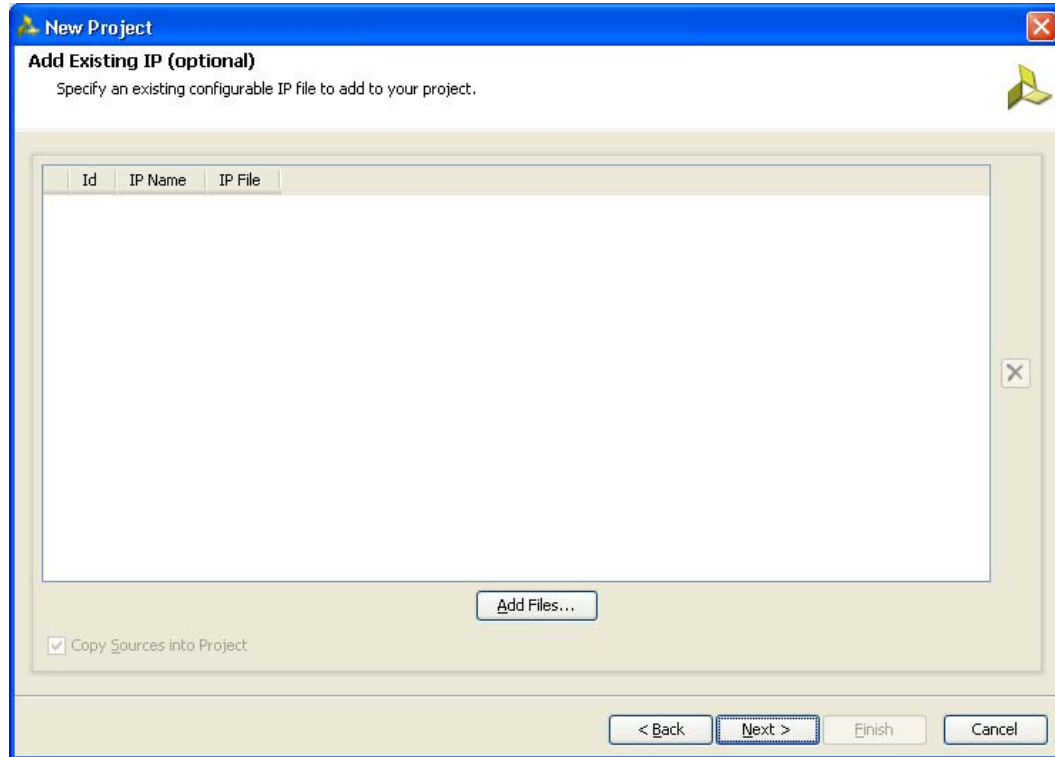 New Project
Add Existing IP (optional)
Specify an existing configurable IP file to add to your project.
Id IP Name IP File
Add Files...
Copy Sources into Project
< Back Next > Finish Cancel